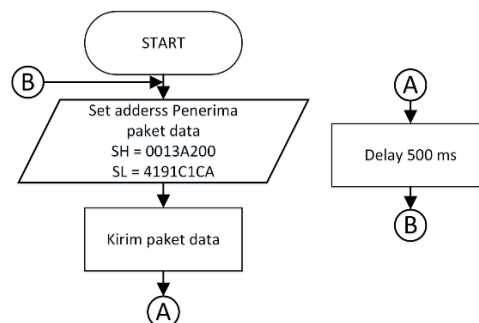 START
B
Set adderss Penerima
paket data
SH = 0013A200
SL = 4191C1CA
Kirim paket data
A
A
Delay 500 ms
B